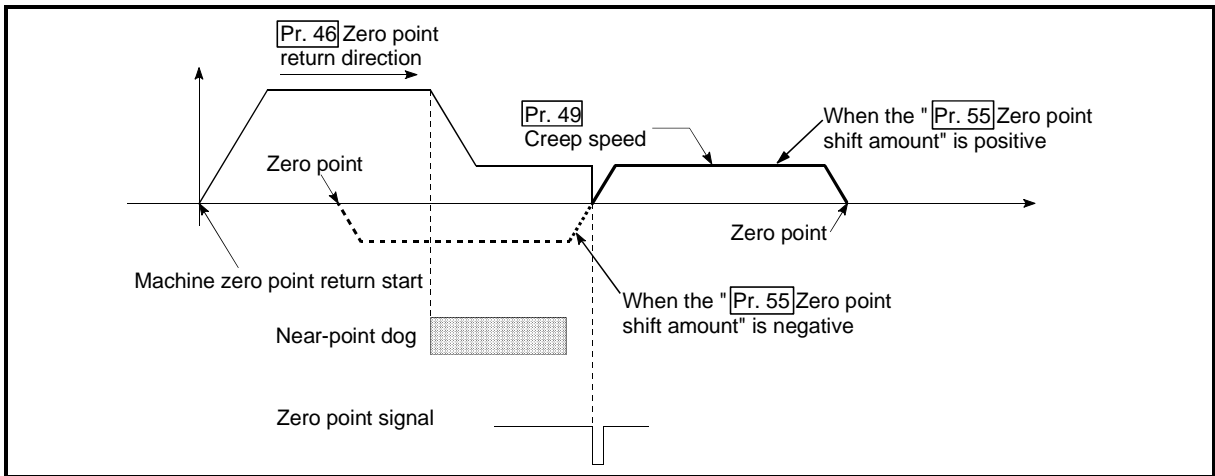 Pr. 46 Zero point
return direction
Pr. 49
Creep speed
When the " Pr. 55 Zero point
shift amount" is positive
Zero point
Zero point
Machine zero point return start
When the " Pr. 55 Zero point
shift amount" is negative
Near-point dog
Zero point signal